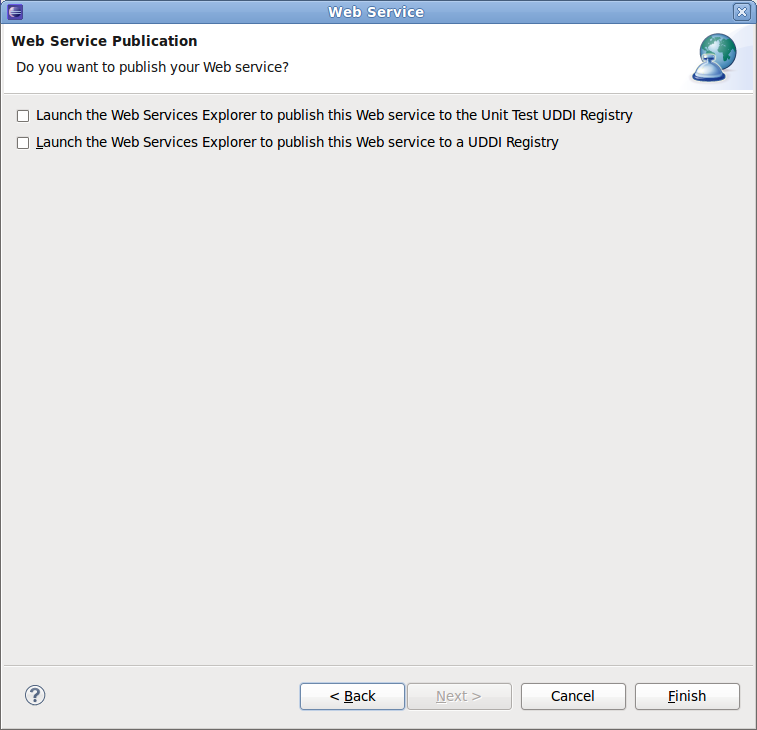 Web Service
Web Service Publication
Do you want to publish your Web service?
Launch the Web Services Explorer to publish this Web service to the Unit Test UDDI Registry
Launch the Web Services Explorer to publish this Web service to a UDDI Registry
? < Back Next > Cancel Finish